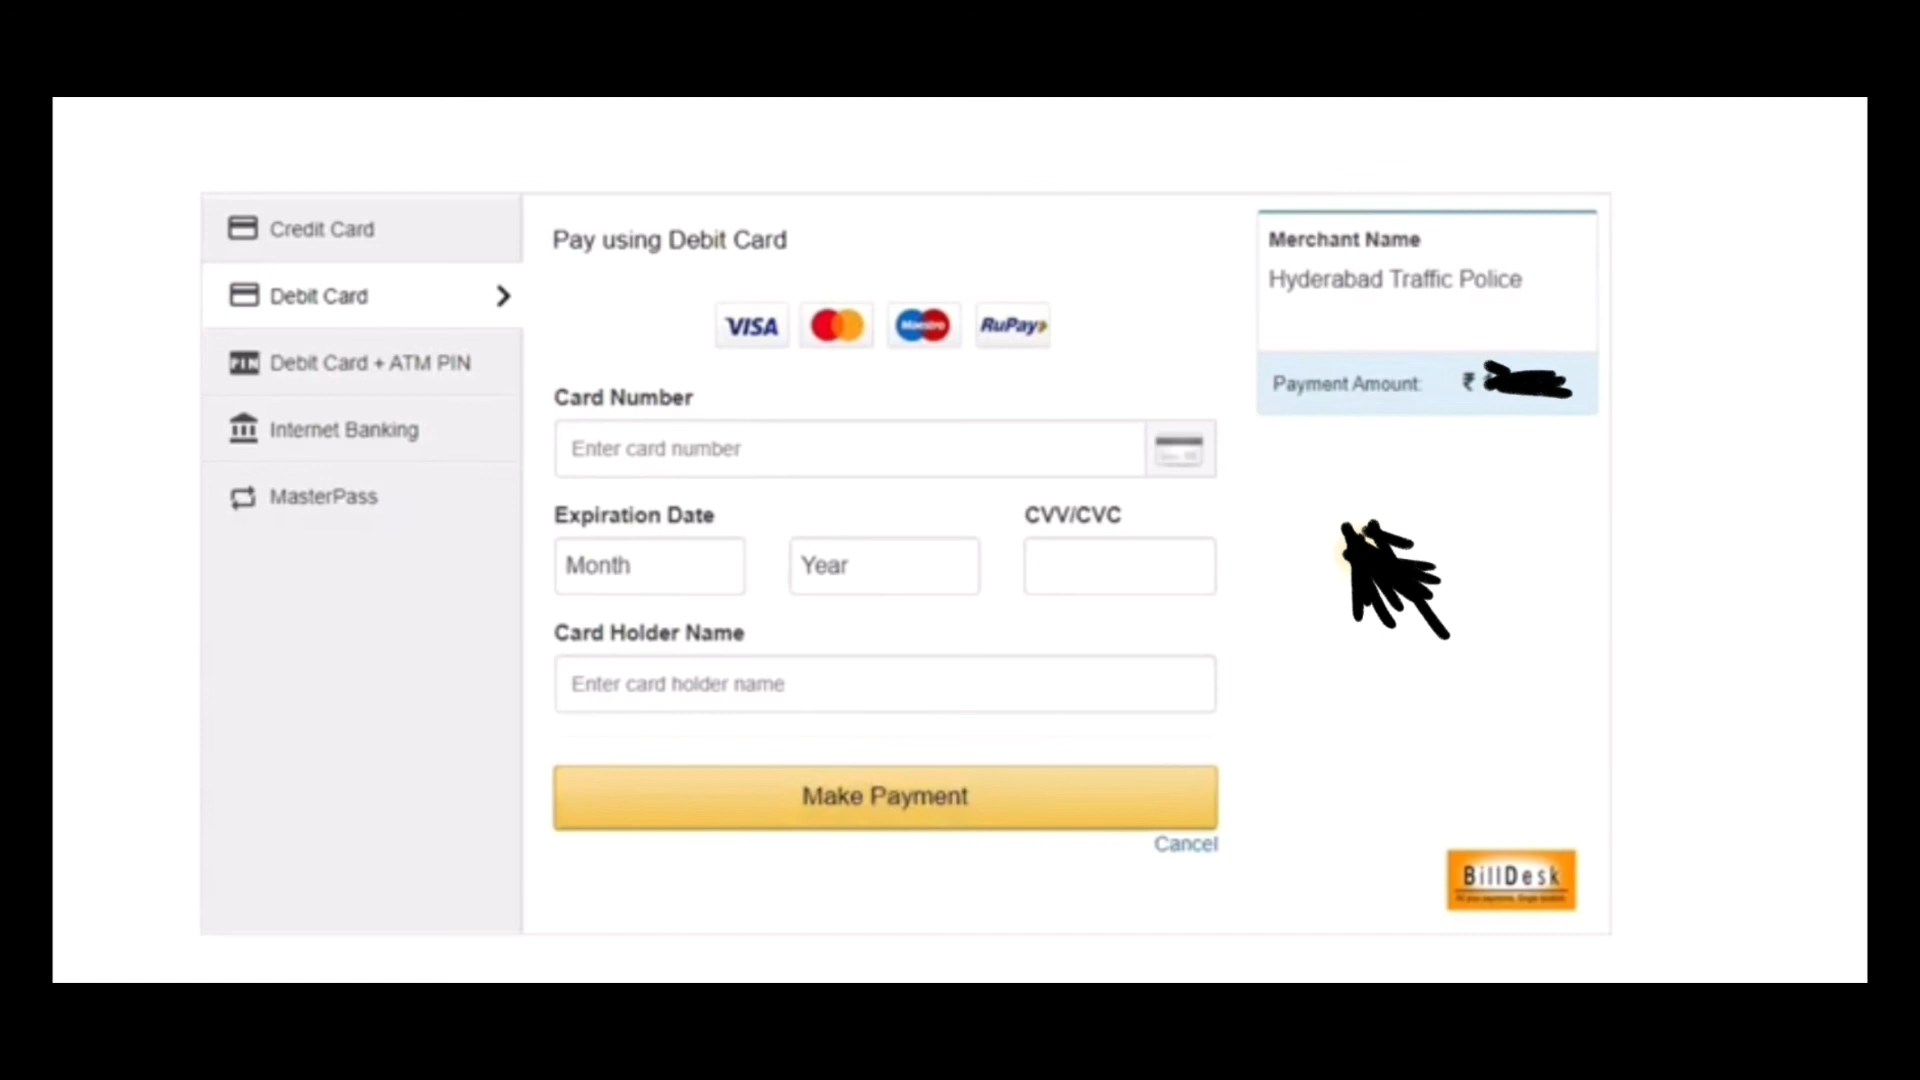 Credit Card
Debit Card
PIN Debit Card + ATM PIN
Internet Banking
MasterPass
Pay using Debit Card
VISA Maestro RuPay
Card Number
Enter card number
Expiration Date CVV/CVC
Month Year
Card Holder Name
Enter card holder name
Make Payment
Cancel
Merchant Name
Hyderabad Traffic Police
Payment Amount: ₹
BillDesk